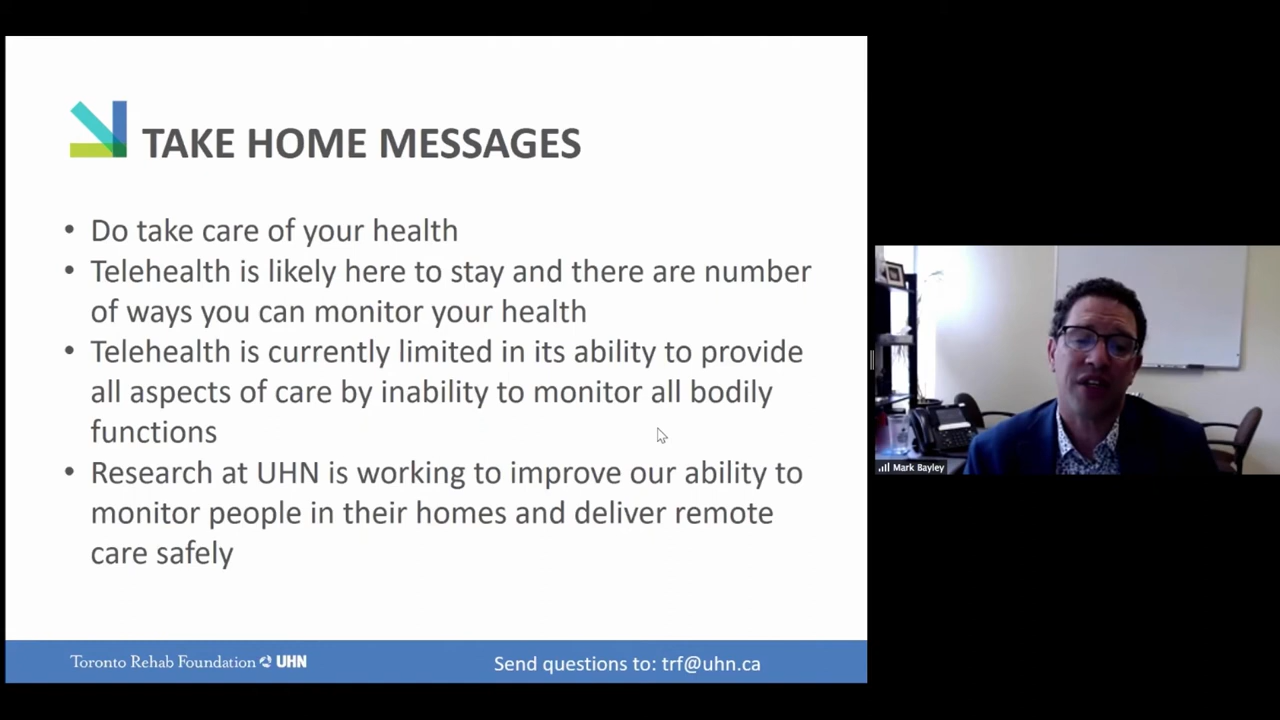 TAKE HOME MESSAGES
• Do take care of your health
• Telehealth is likely here to stay and there are number
of ways you can monitor your health
• Telehealth is currently limited in its ability to provide
all aspects of care by inability to monitor all bodily
functions
• Research at UHN is working to improve our ability to
monitor people in their homes and deliver remote
care safely
Toronto Rehab Foundation UHN
Send questions to: trf@uhn.ca
Mark Bayley